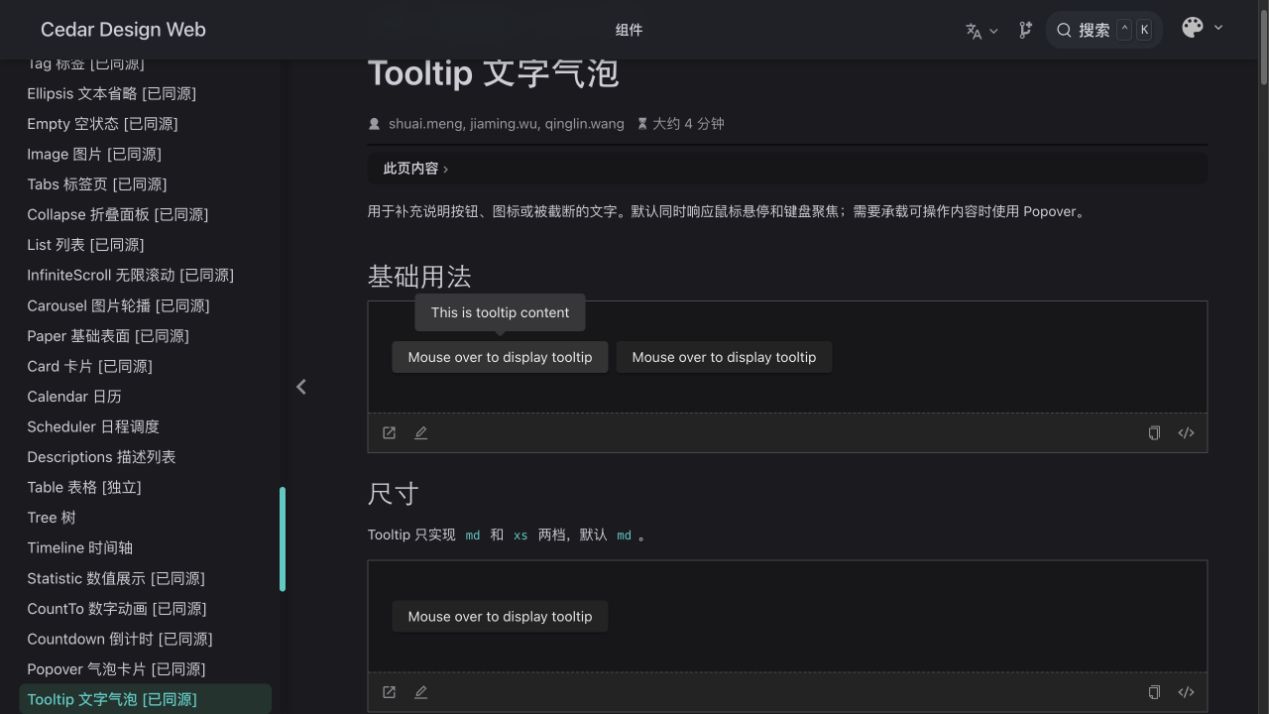 Cedar Design Web
组件
搜索 ^ K
Tag 标签 [已同源]
Ellipsis 文本省略 [已同源]
Empty 空状态 [已同源]
Image 图片 [已同源]
Tabs 标签页 [已同源]
Collapse 折叠面板 [已同源]
List 列表 [已同源]
InfiniteScroll 无限滚动 [已同源]
Carousel 图片轮播 [已同源]
Paper 基础表面 [已同源]
Card 卡片 [已同源]
Calendar 日历
Scheduler 日程调度
Descriptions 描述列表
Table 表格 [独立]
Tree 树
Timeline 时间轴
Statistic 数值展示 [已同源]
CountTo 数字动画 [已同源]
Countdown 倒计时 [已同源]
Popover 气泡卡片 [已同源]
Tooltip 文字气泡 [已同源]
Tooltip 文字气泡
shuai.meng, jiaming.wu, qinglin.wang 大约 4 分钟
此页内容 ›
用于补充说明按钮、图标或被截断的文字。默认同时响应鼠标悬停和键盘聚焦；需要承载可操作内容时使用 Popover。
基础用法
This is tooltip content
Mouse over to display tooltip
Mouse over to display tooltip
尺寸
Tooltip 只实现 md 和 xs 两档，默认 md 。
Mouse over to display tooltip